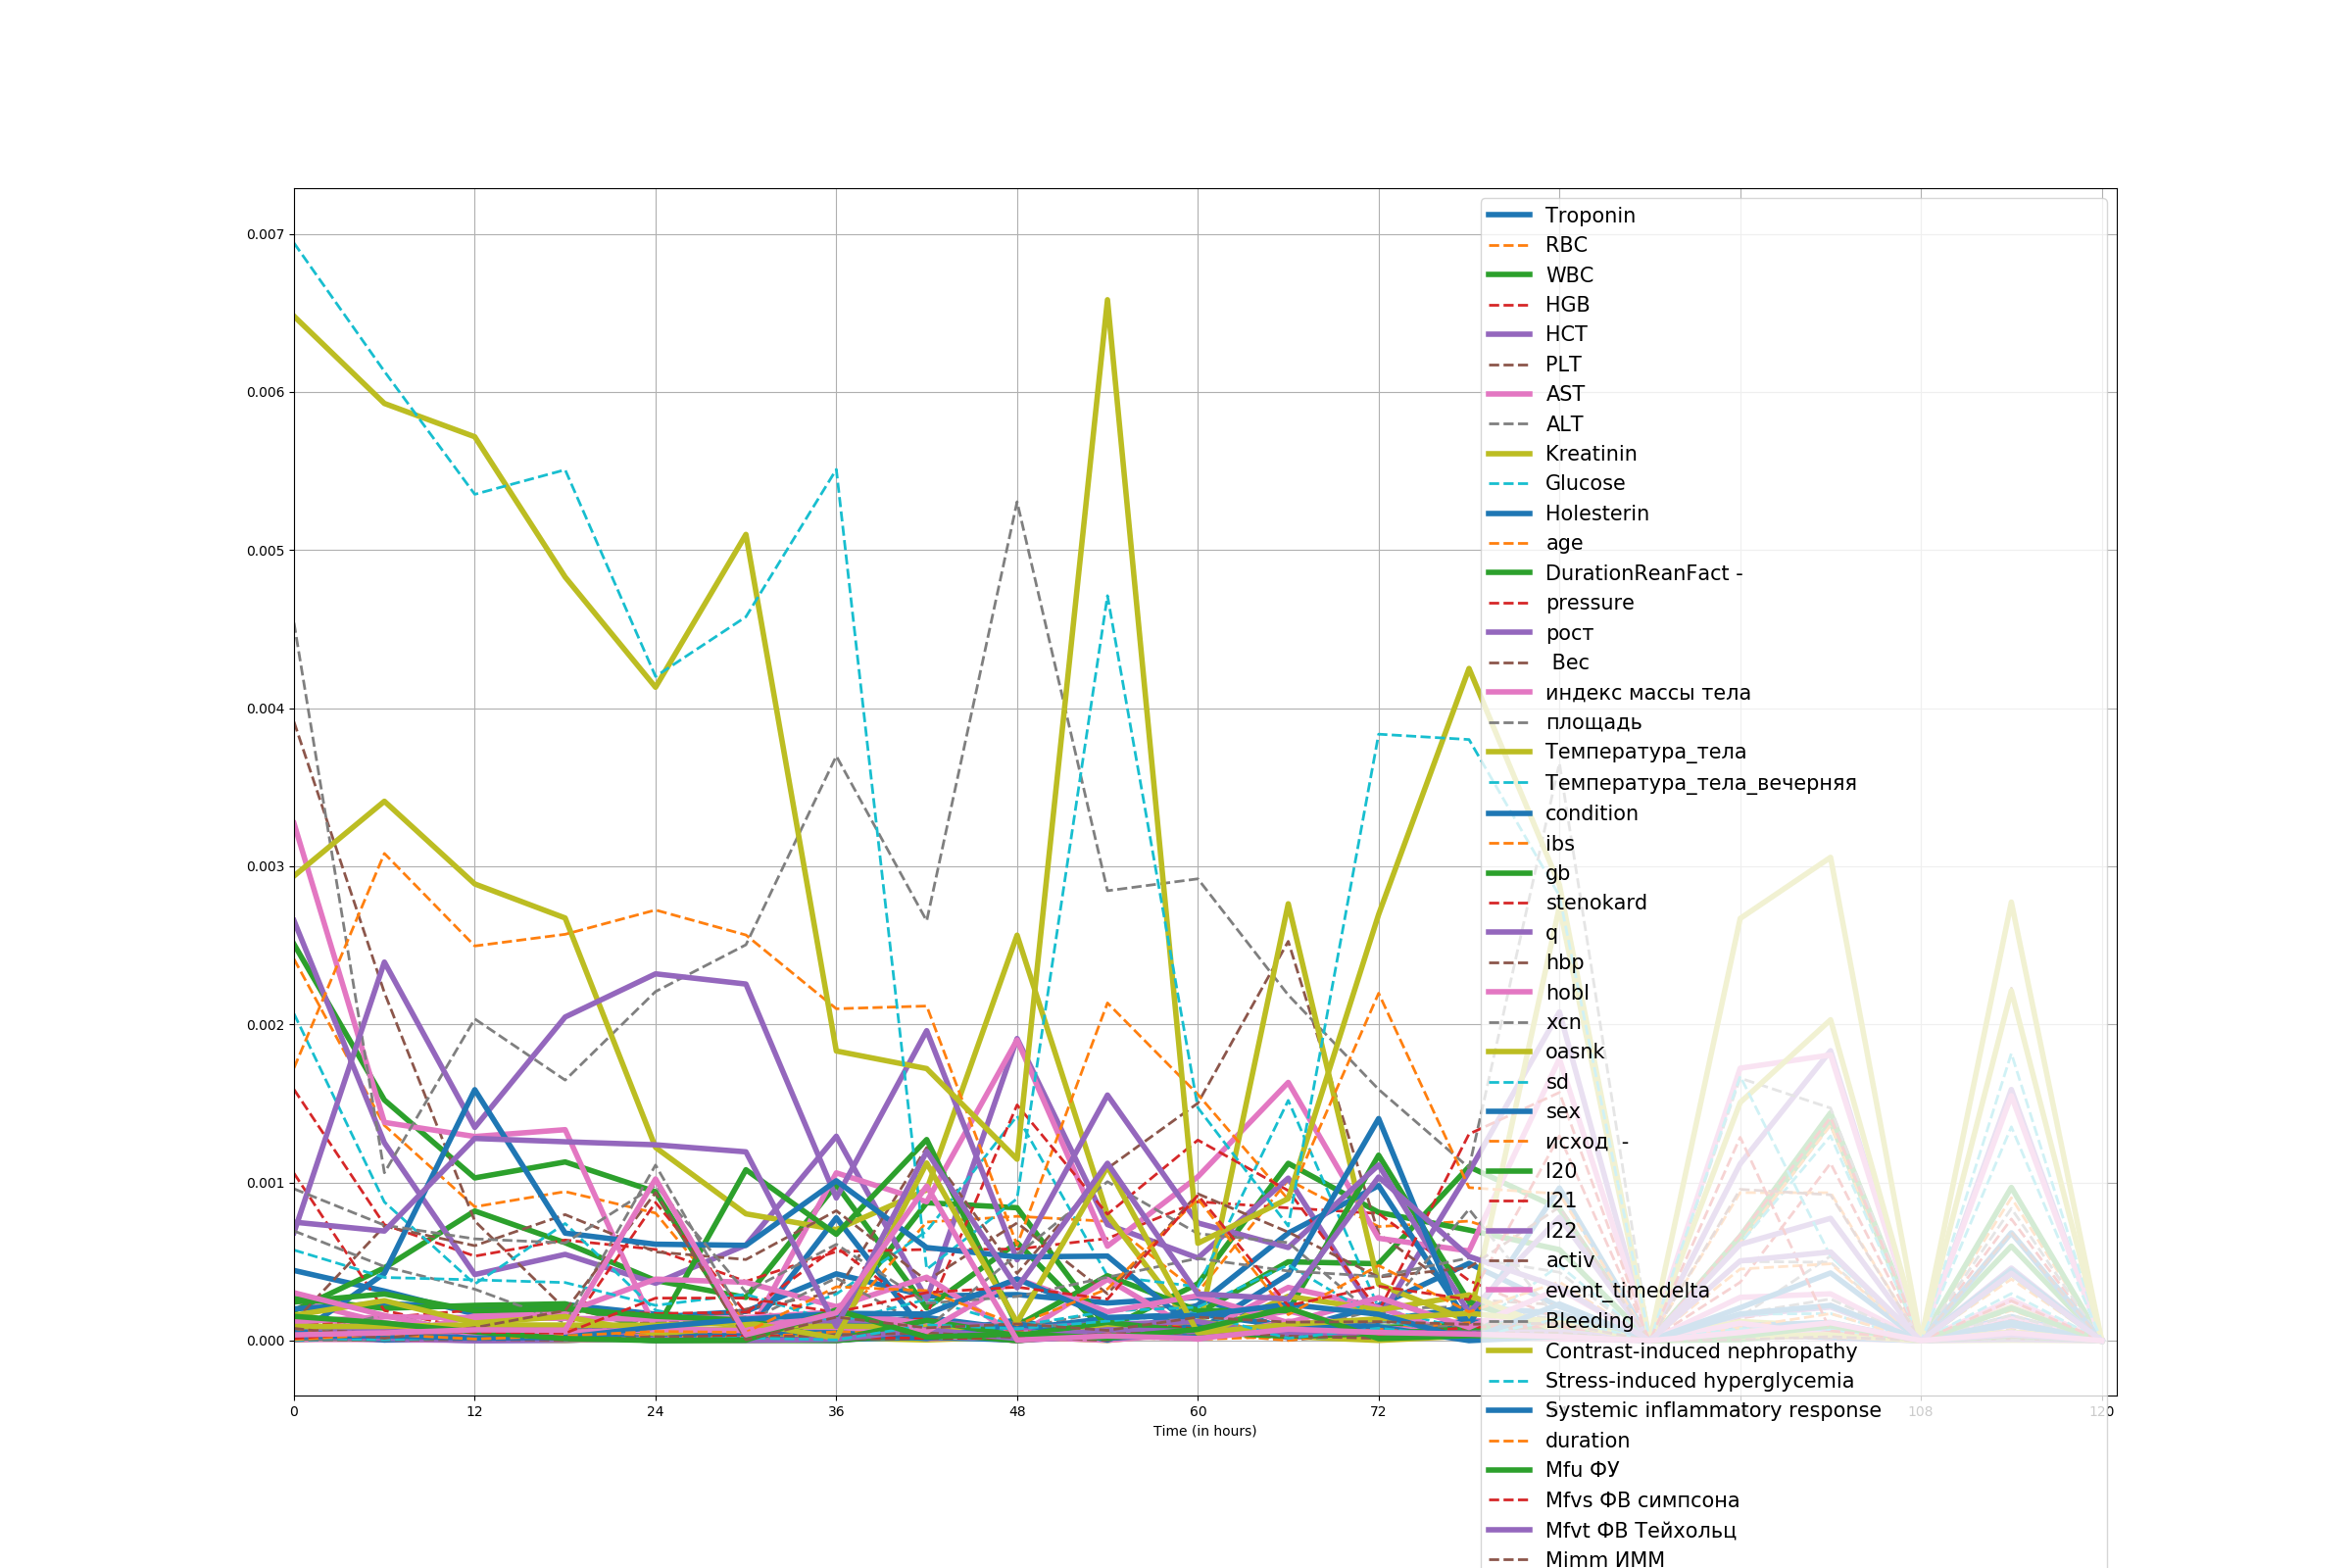 0.007
0.006
0.005
0.004
0.003
0.002
0.001
0.000
0
12
24
36
48
60
72
108
120
Time (in hours)
Troponin
RBC
WBC
HGB
HCT
PLT
AST
ALT
Kreatinin
Glucose
Holesterin
age
DurationReanFact -
pressure
рост
Вес
индекс массы тела
площадь
Температура_тела
Температура_тела_вечерняя
condition
ibs
gb
stenokard
q
hbp
hobl
xcn
oasnk
sd
sex
исход -
l20
l21
l22
activ
event_timedelta
Bleeding
Contrast-induced nephropathy
Stress-induced hyperglycemia
Systemic inflammatory response
duration
Mfu ФУ
Mfvs ФВ симпсона
Mfvt ФВ Тейхольц
Mimm ИММ